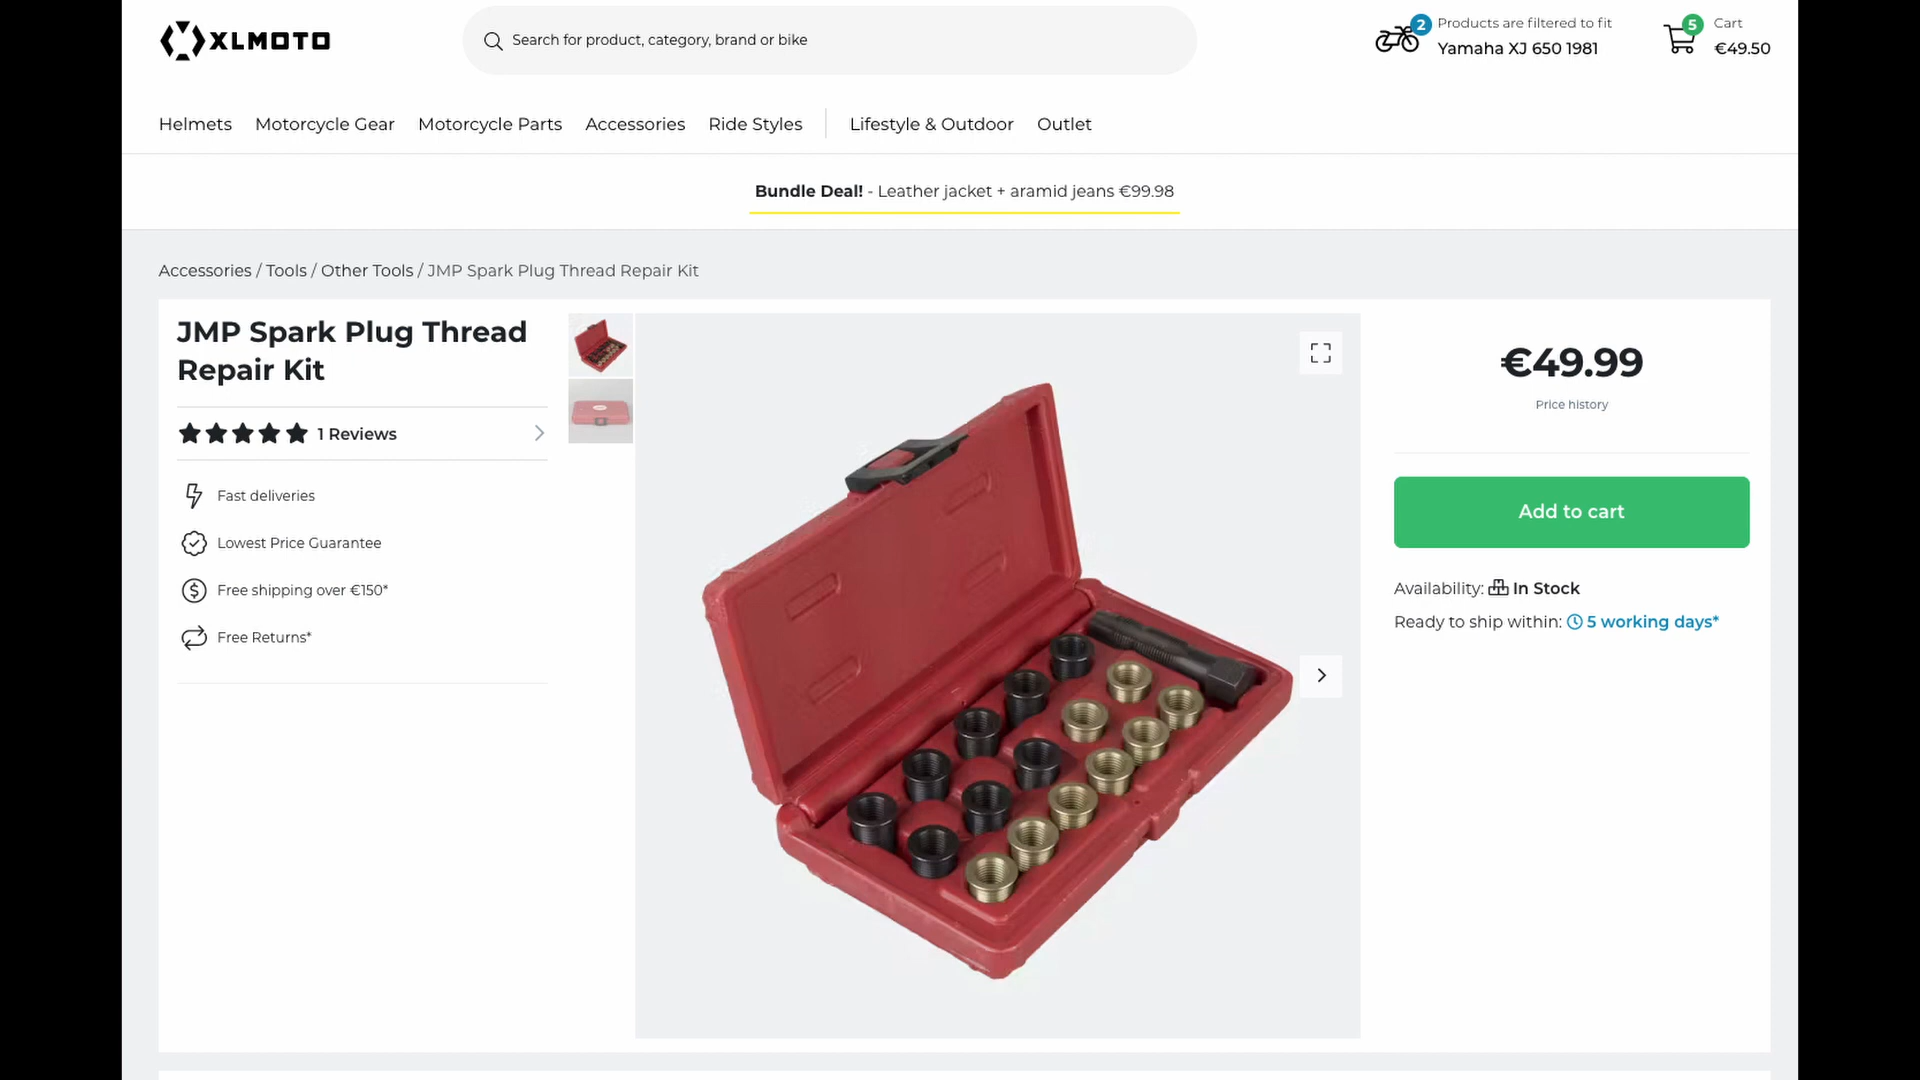 XLMOTO
Search for product, category, brand or bike
2
Products are filtered to fit
Yamaha XJ 650 1981
5
Cart
€49.50
Helmets
Motorcycle Gear
Motorcycle Parts
Accessories
Ride Styles
Lifestyle & Outdoor
Outlet
Bundle Deal! - Leather jacket + aramid jeans €99.98
Accessories / Tools / Other Tools / JMP Spark Plug Thread Repair Kit
JMP Spark Plug Thread
Repair Kit
1 Reviews
Fast deliveries
Lowest Price Guarantee
Free shipping over €150*
Free Returns*
€49.99
Price history
Add to cart
Availability: In Stock
Ready to ship within: 5 working days*